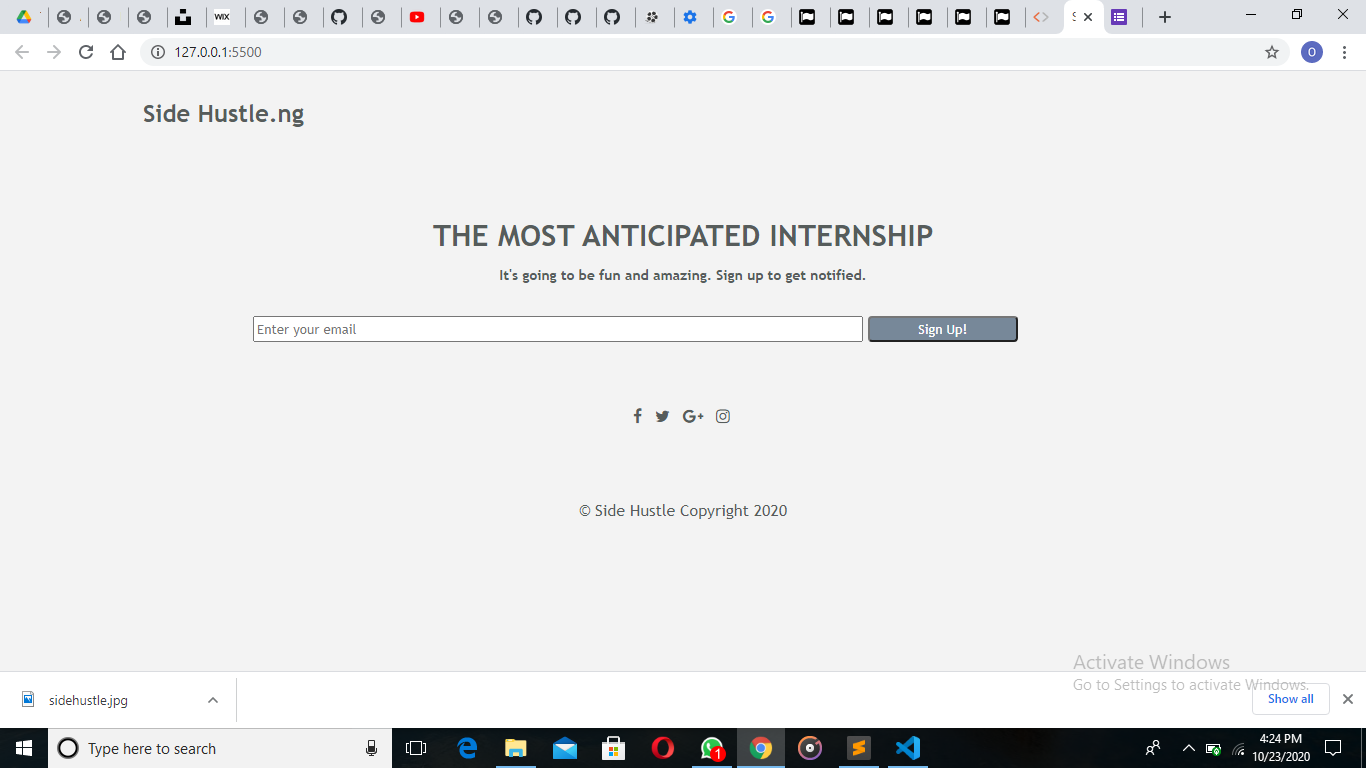 WIX
S
127.0.0.1:5500
O
Side Hustle.ng
THE MOST ANTICIPATED INTERNSHIP
It's going to be fun and amazing. Sign up to get notified.
Enter your email
Sign Up!
G+
© Side Hustle Copyright 2020
Activate Windows
Go to Settings to activate Windows.
sidehustle.jpg
Show all
Type here to search
1
4:24 PM
10/23/2020